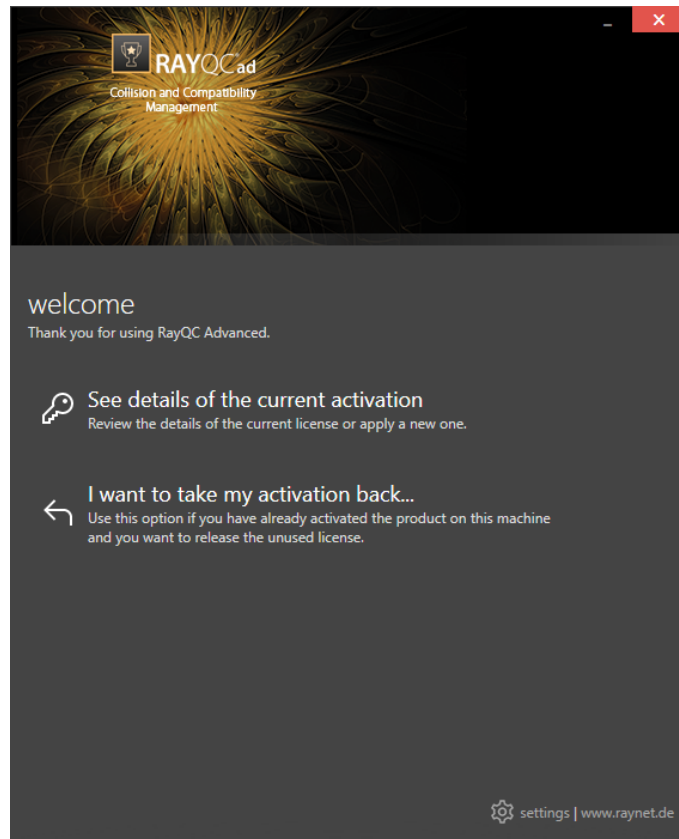 RAYQC ad
Collision and Compatibility
Management
welcome
Thank you for using RayQC Advanced.
See details of the current activation
Review the details of the current license or apply a new one.
I want to take my activation back...
Use this option if you have already activated the product on this machine
and you want to release the unused license.
settings | www.raynet.de